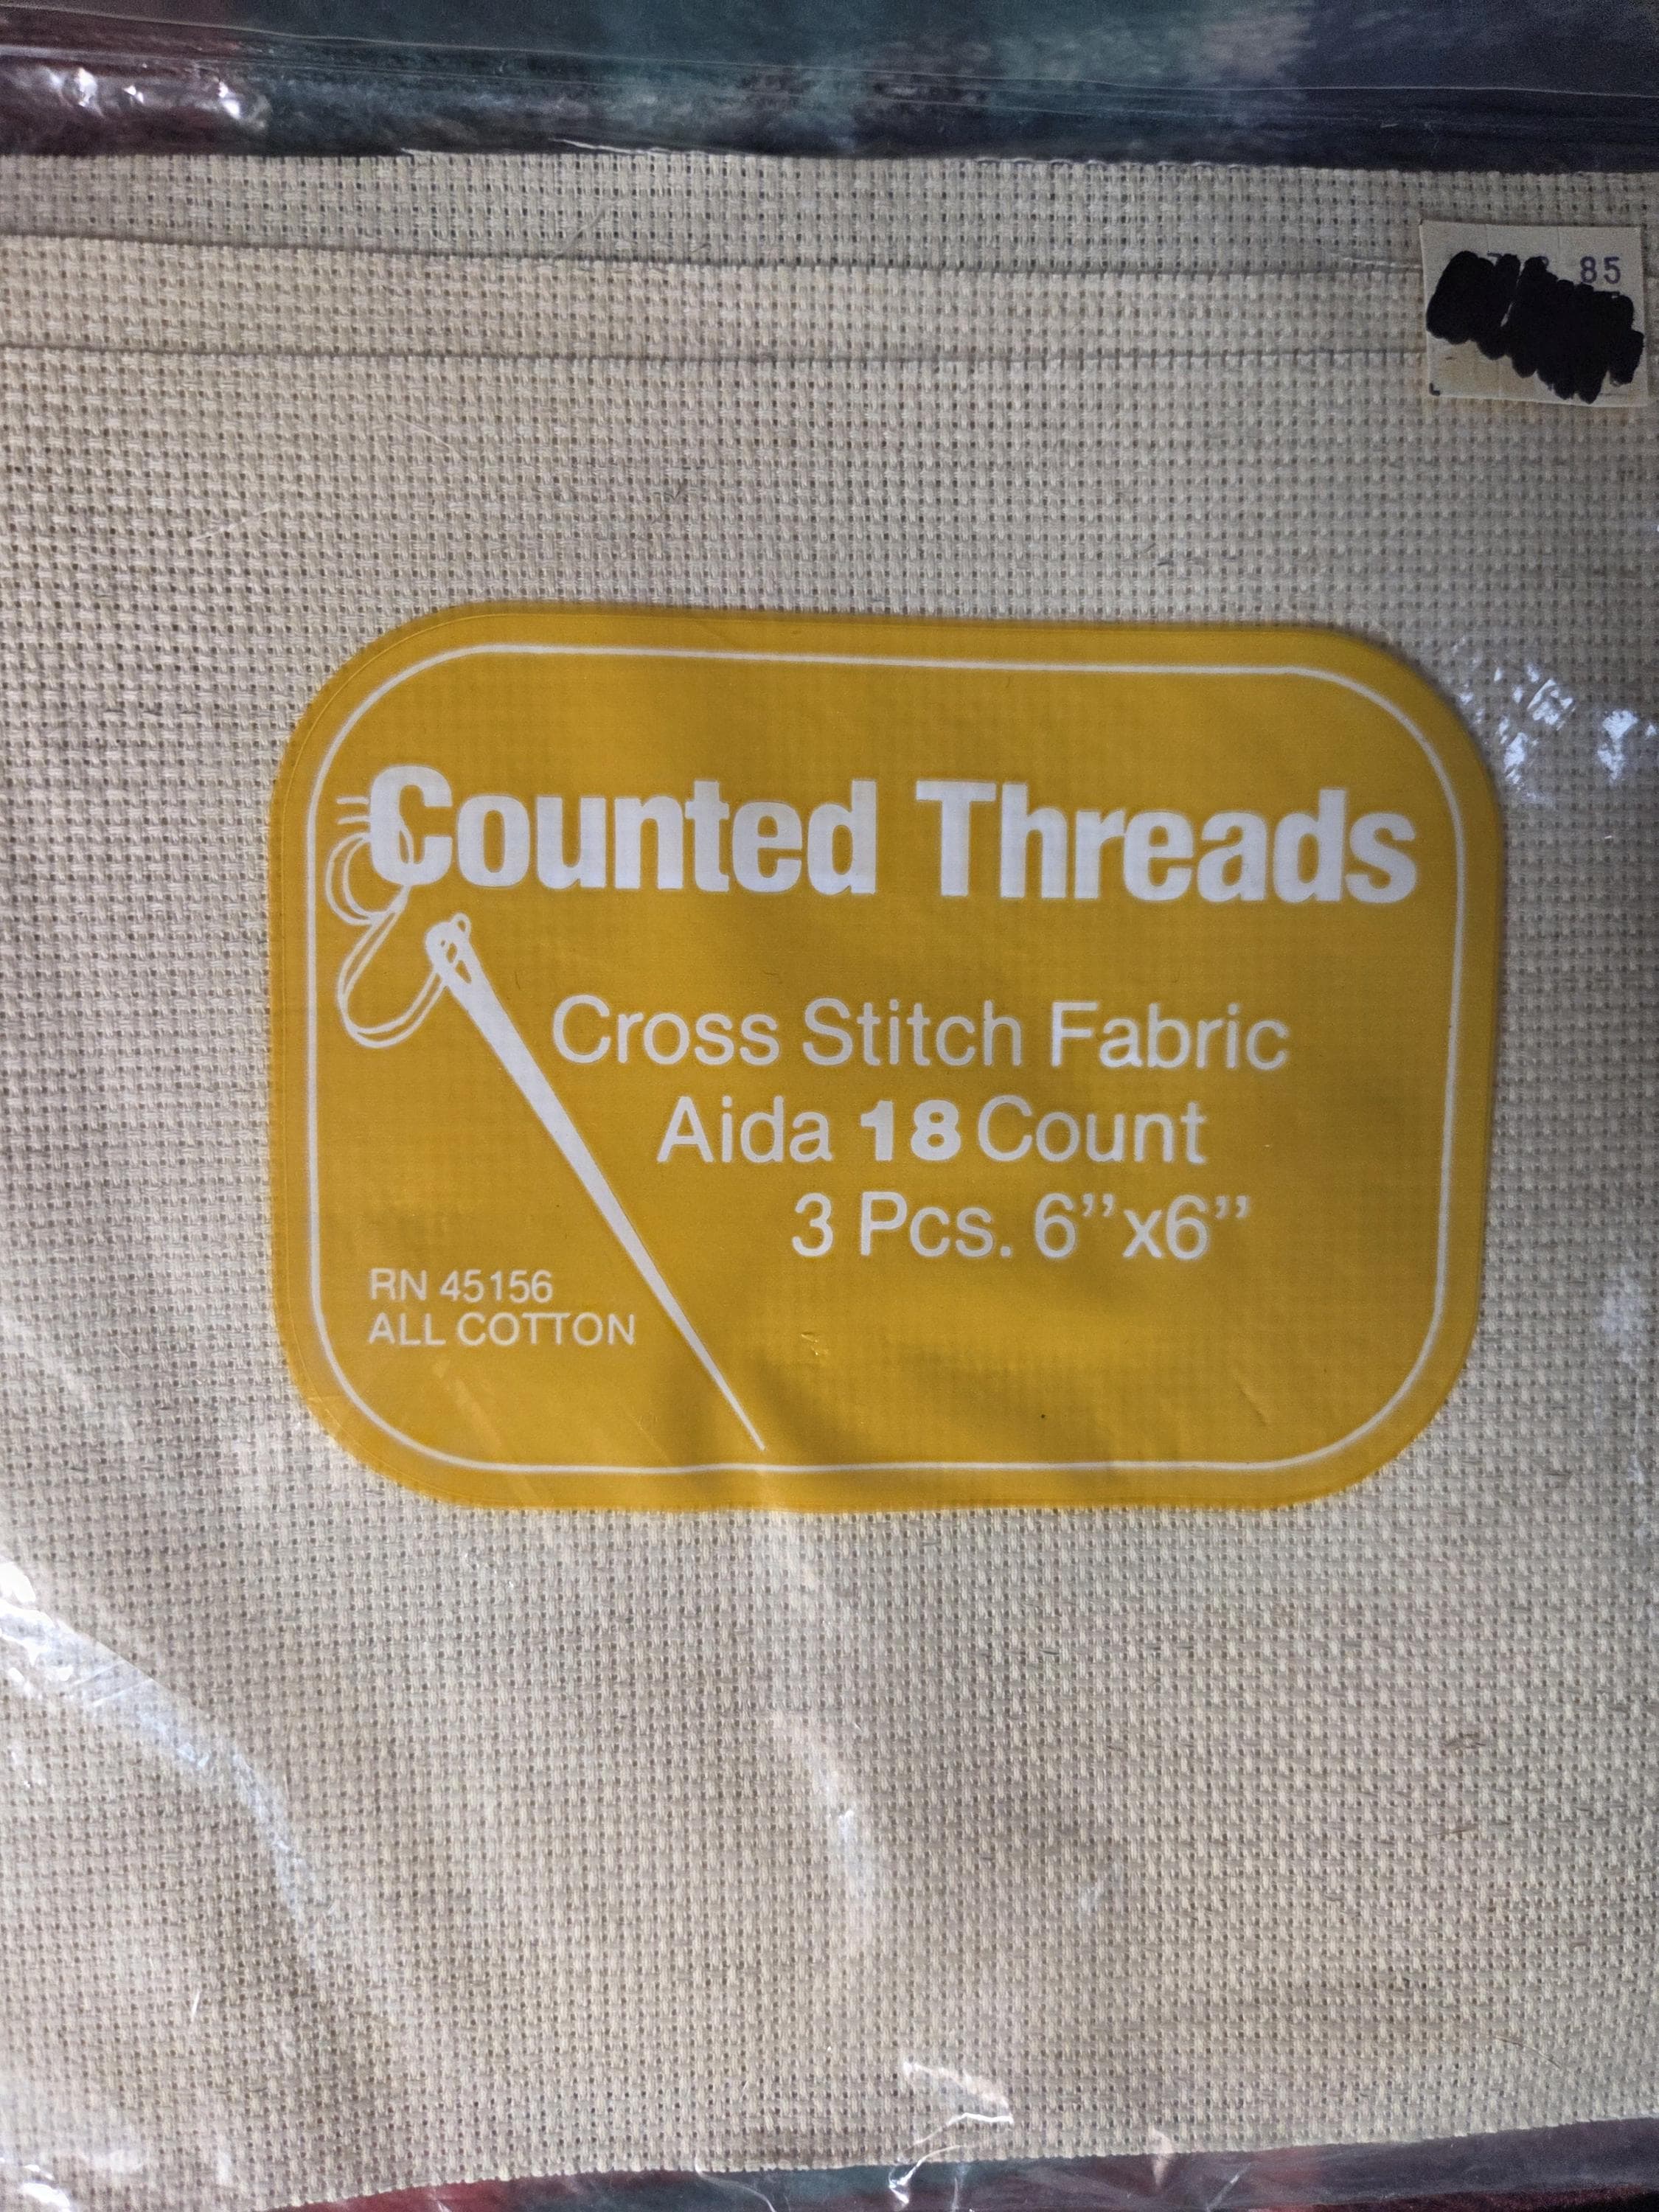 85
Counted Threads
Cross Stitch Fabric
Aida 18 Count
3 Pcs. 6”x6”
RN 45156
ALL COTTON